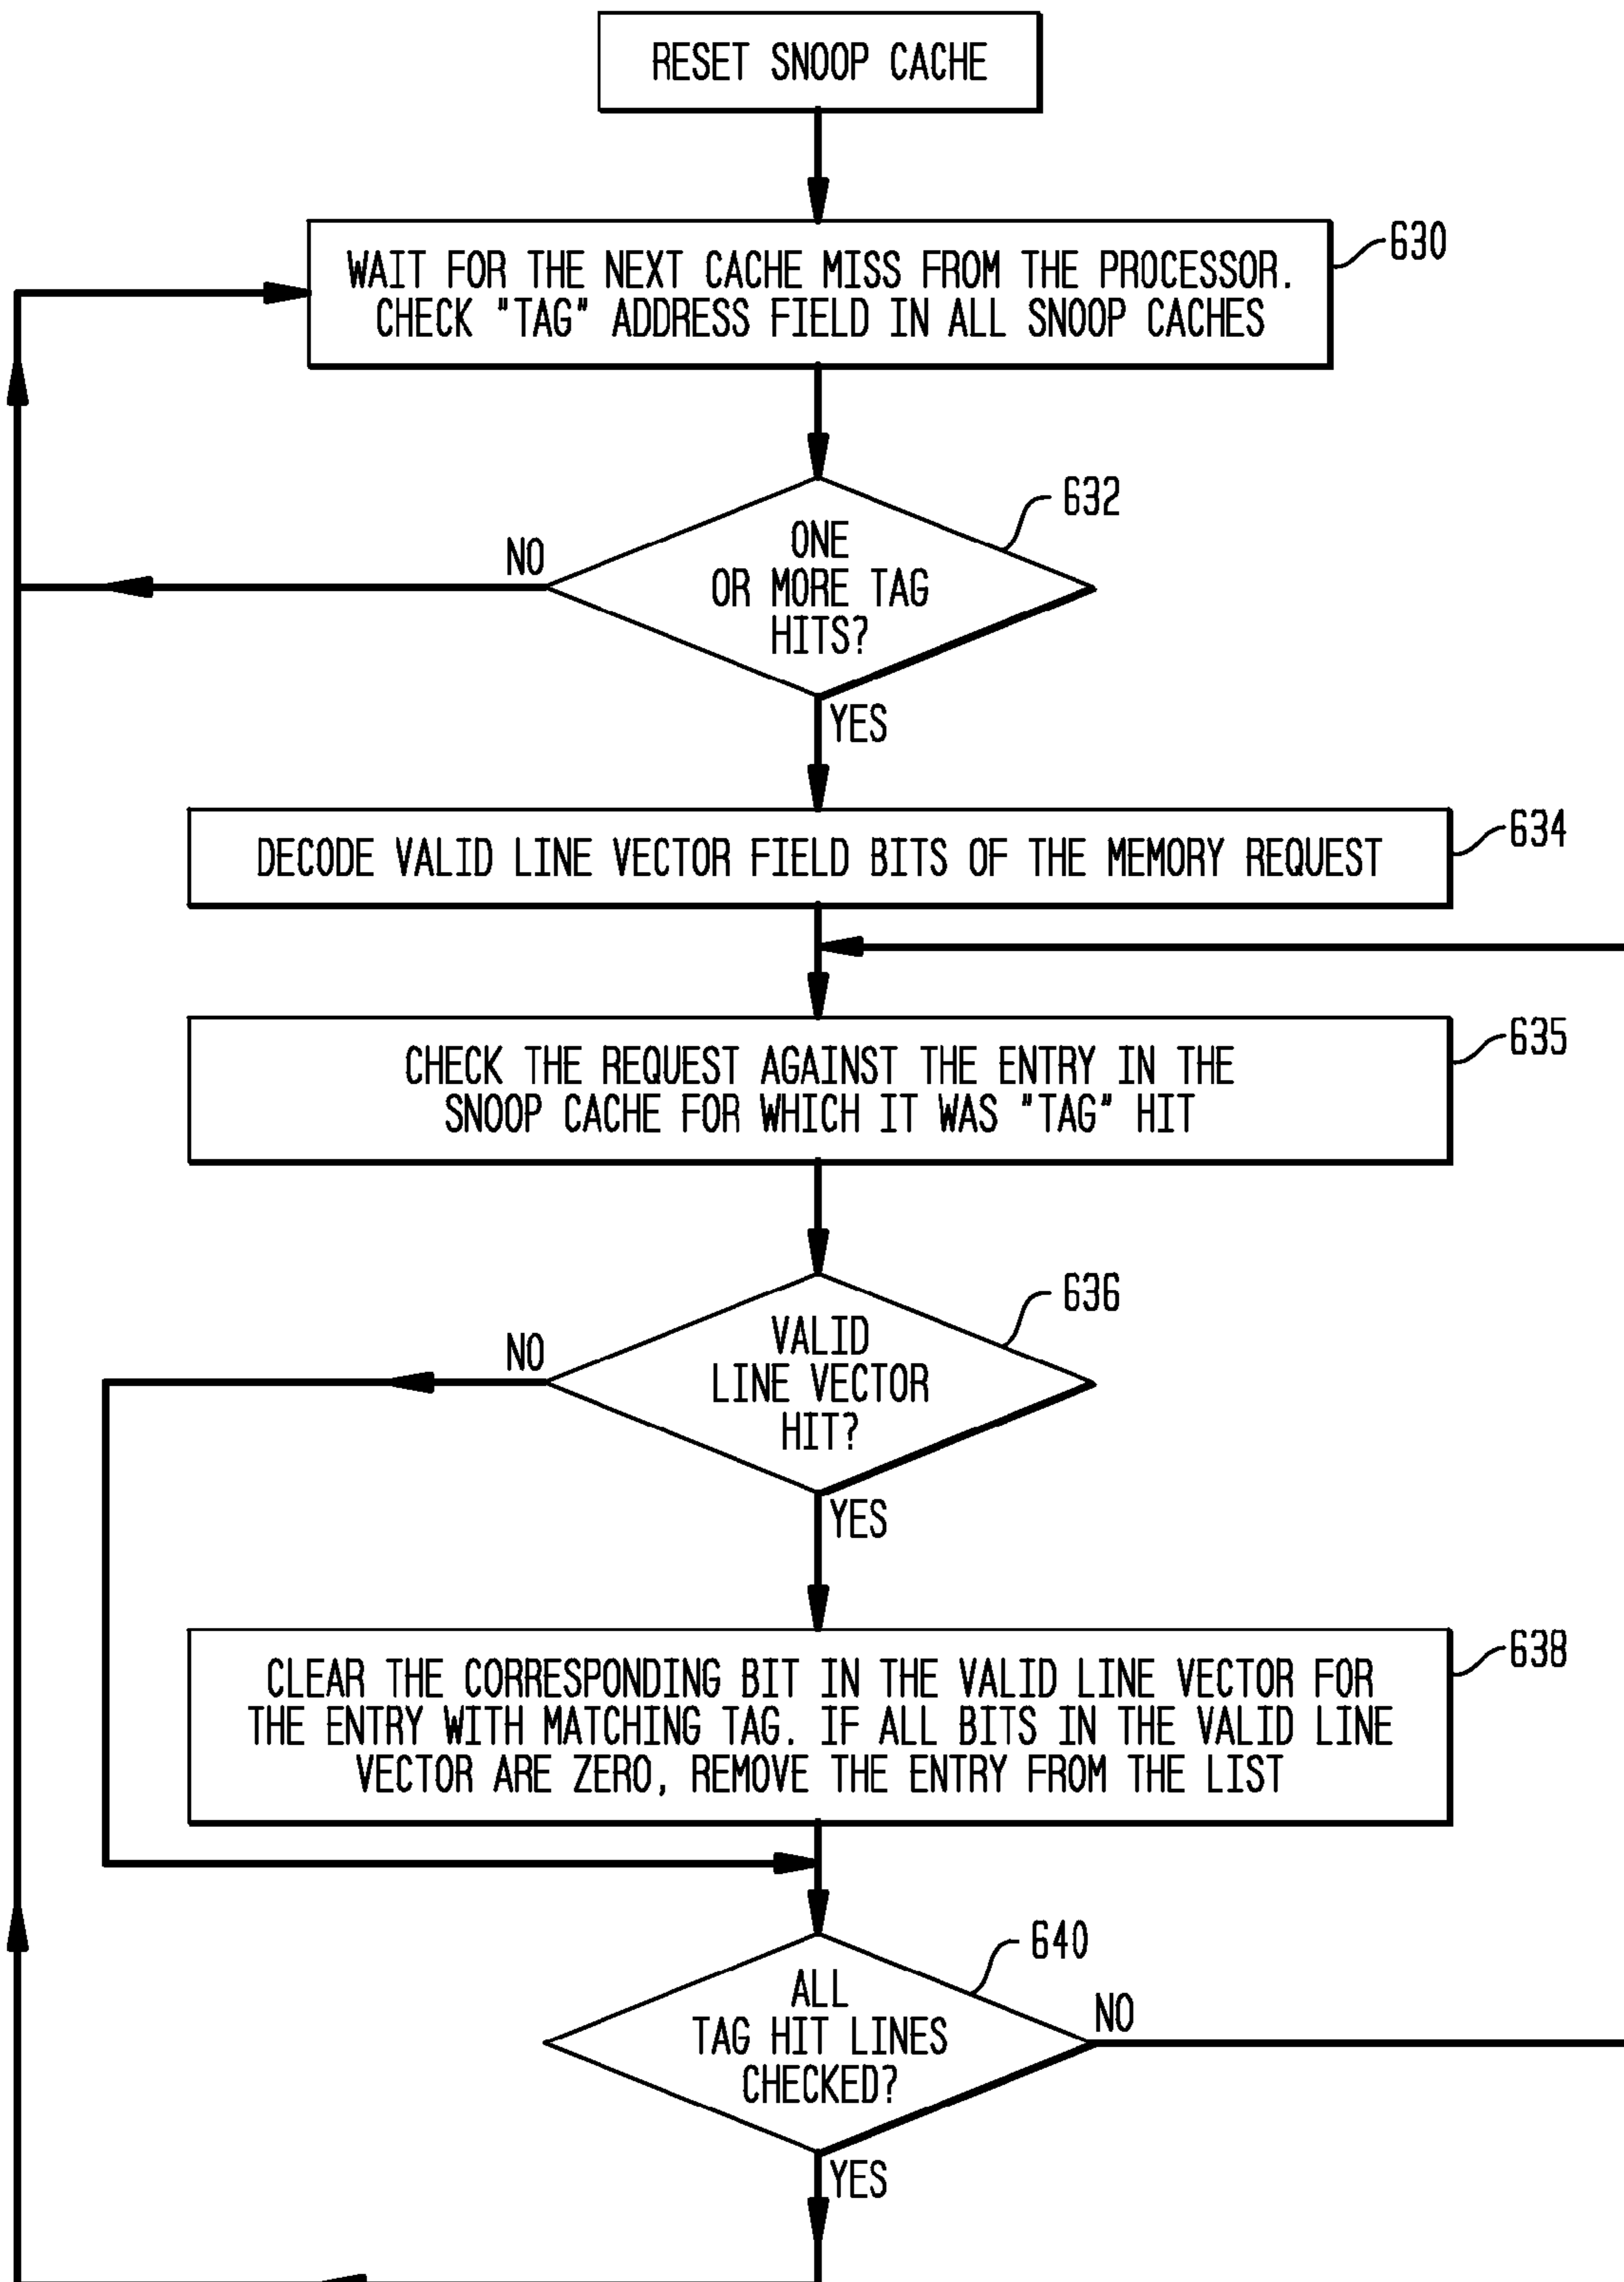 RESET SNOOP CACHE
WAIT FOR THE NEXT CACHE MISS FROM THE PROCESSOR.
CHECK "TAG" ADDRESS FIELD IN ALL SNOOP CACHES
630
ONE
OR MORE TAG
HITS?
632
NO
YES
DECODE VALID LINE VECTOR FIELD BITS OF THE MEMORY REQUEST
634
CHECK THE REQUEST AGAINST THE ENTRY IN THE
SNOOP CACHE FOR WHICH IT WAS "TAG" HIT
635
VALID
LINE VECTOR
HIT?
636
NO
YES
CLEAR THE CORRESPONDING BIT IN THE VALID LINE VECTOR FOR
THE ENTRY WITH MATCHING TAG. IF ALL BITS IN THE VALID LINE
VECTOR ARE ZERO, REMOVE THE ENTRY FROM THE LIST
638
ALL
TAG HIT LINES
CHECKED?
640
NO
YES